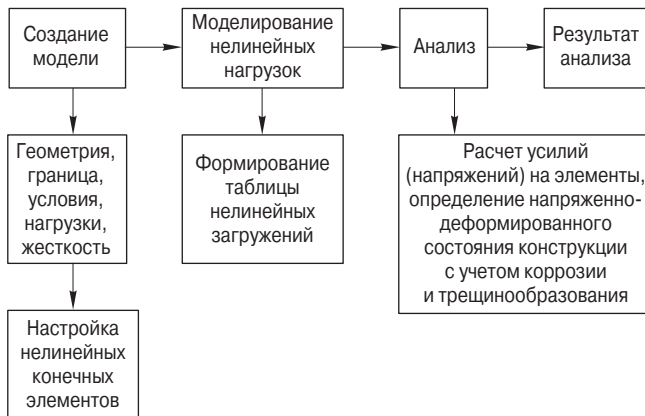 Создание
модели
Моделирование
нелинейных
нагрузок
Анализ
Результат
анализа
Геометрия,
граница,
условия,
нагрузки,
жесткость
Формирование
таблицы
нелинейных
загружений
Расчет усилий
(напряжений) на элементы,
определение напряженно-
деформированного
состояния конструкции
с учетом коррозии
и трещинообразования
Настройка
нелинейных
конечных
элементов